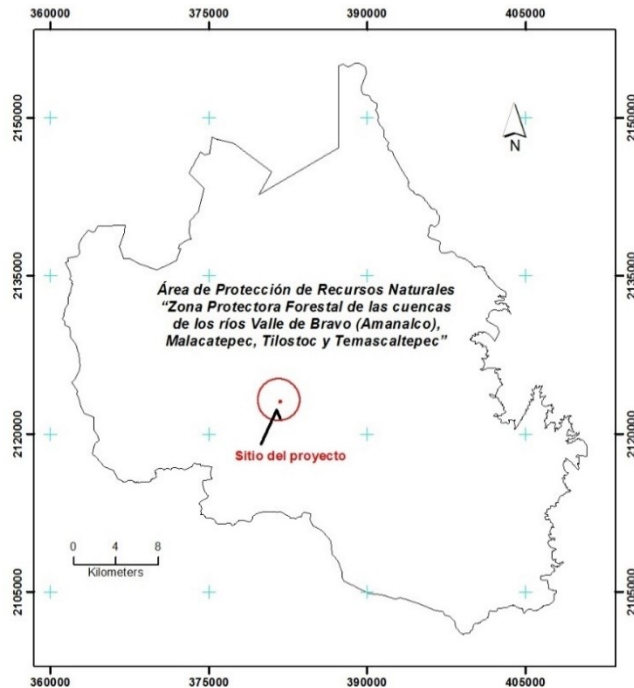 360000 375000 390000 405000
2150000 2150000
N
2135000 2135000
Área de Protección de Recursos Naturales
“Zona Protectora Forestal de las cuencas
de los ríos Valle de Bravo (Amanalco),
Malacatepec, Tilostoc y Temascaltepec”
2120000 2120000
Sitio del proyecto
0 4 8
Kilometers
2105000 2105000
360000 375000 390000 405000